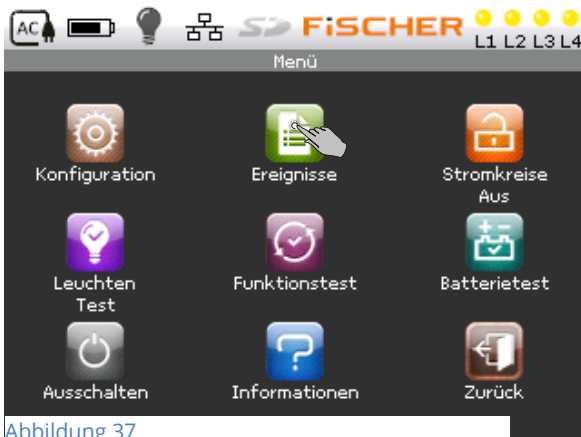 AC
SD
FiSCHER
L1 L2 L3 L4
Menü
Konfiguration
Ereignisse
Stromkreise
Aus
Leuchten
Test
Funktionstest
Batterietest
Ausschalten
Informationen
Zurück
Abbildung 37